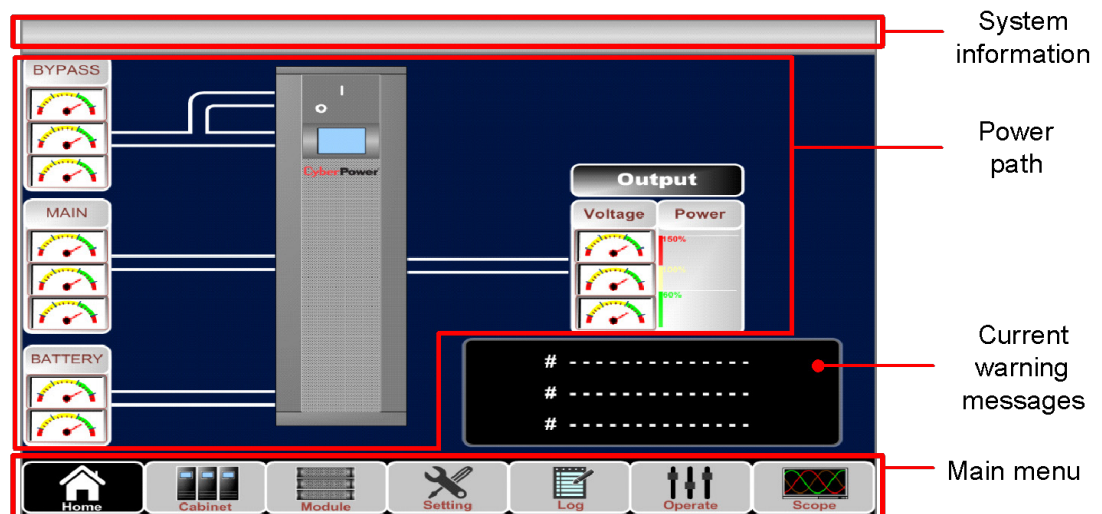 System
information
BYPASS
I
O
CyberPower
Power
path
Output
Voltage Power
150%
MAIN
90%
BATTERY
# - - - - - - - - - - - - - -
# - - - - - - - - - - - - - -
# - - - - - - - - - - - - - -
Current
warning
messages
Home Cabinet Module Setting Log Operate Scope
Main menu